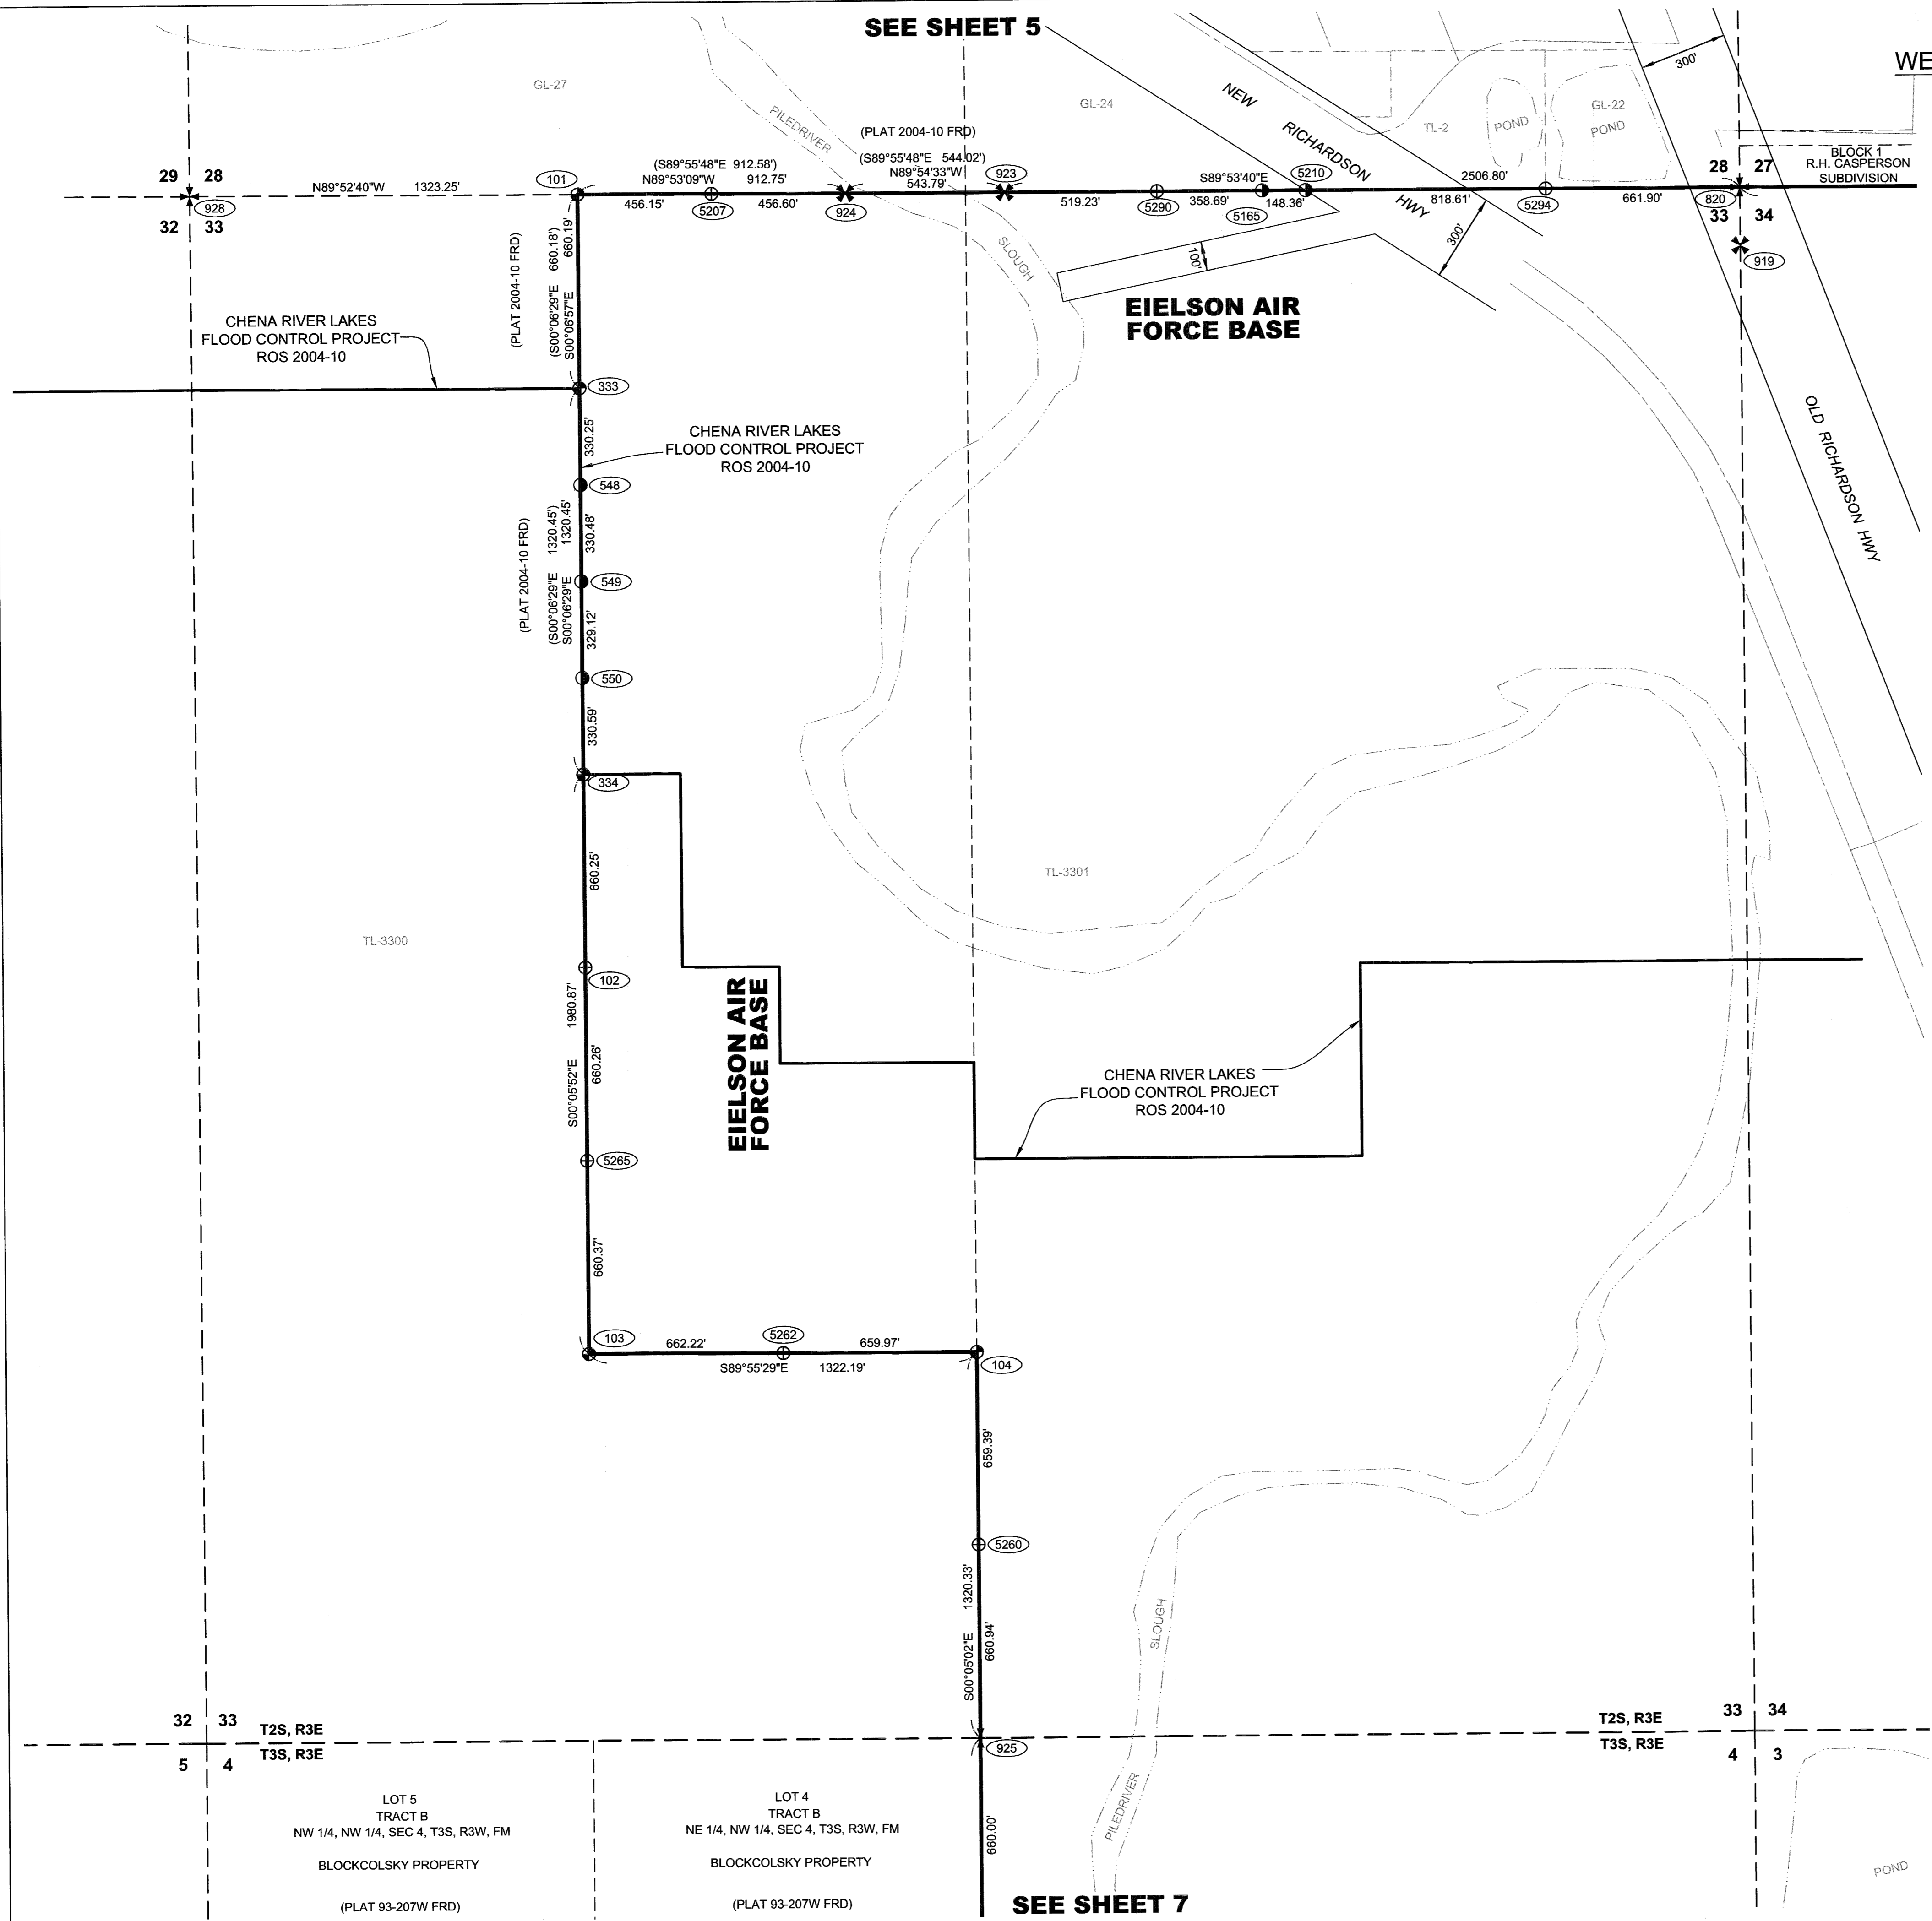 SEE SHEET 5
WE
300'
GL-27
GL-24
NEW RICHARDSON HWY
TL-2
POND
GL-22
POND
PILEDRIVER
(PLAT 2004-10 FRD)
(S89°55'48"E 544.02')
N89°54'33"W
543.79'
(S89°55'48"E 912.58')
N89°53'09"W 912.75'
BLOCK 1
R.H. CASPERSON
SUBDIVISION
29 28
32 33
928
N89°52'40"W 1323.25'
101
456.15'
5207
456.60'
924
923
519.23'
5290
S89°53'40"E
358.69'
5165
5210
148.36'
818.61'
2506.80'
5294
661.90'
820
28 27
33 34
919
300'
100'
SLOUGH
(PLAT 2004-10 FRD)
(S00°06'29"E 660.18')
S00°06'57"E 660.19'
EIELSON AIR
FORCE BASE
CHENA RIVER LAKES
FLOOD CONTROL PROJECT
ROS 2004-10
333
330.25'
CHENA RIVER LAKES
FLOOD CONTROL PROJECT
ROS 2004-10
OLD RICHARDSON HWY
548
(PLAT 2004-10 FRD)
(S00°06'29"E 1320.45')
S00°06'29"E 1320.45'
330.48'
549
329.12'
550
330.59'
334
660.25'
TL-3301
TL-3300
102
S00°05'52"E 1980.87'
660.26'
EIELSON AIR
FORCE BASE
CHENA RIVER LAKES
FLOOD CONTROL PROJECT
ROS 2004-10
5265
660.37'
103
662.22'
5262
659.97'
S89°55'29"E 1322.19'
104
659.39'
5260
S00°05'02"E 1320.33'
660.94'
SLOUGH
32 33
T2S, R3E
T3S, R3E
5 4
925
T2S, R3E
T3S, R3E
33 34
4 3
LOT 5
TRACT B
NW 1/4, NW 1/4, SEC 4, T3S, R3W, FM
BLOCKCOLSKY PROPERTY
(PLAT 93-207W FRD)
LOT 4
TRACT B
NE 1/4, NW 1/4, SEC 4, T3S, R3W, FM
BLOCKCOLSKY PROPERTY
(PLAT 93-207W FRD)
660.00'
PILEDRIVER
POND
SEE SHEET 7